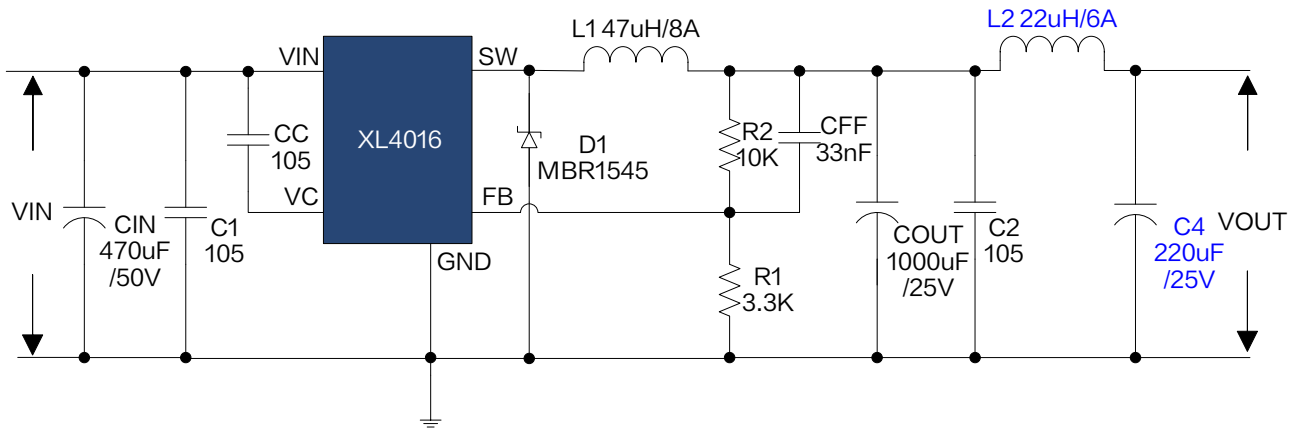 L1 47uH/8A
L2 22uH/6A
VIN
SW
XL4016
CC
105
R2
10K
CFF
33nF
D1
MBR1545
VC
FB
VIN
CIN
470uF
/50V
C1
105
GND
R1
3.3K
COUT
1000uF
/25V
C2
105
C4
220uF
/25V
VOUT